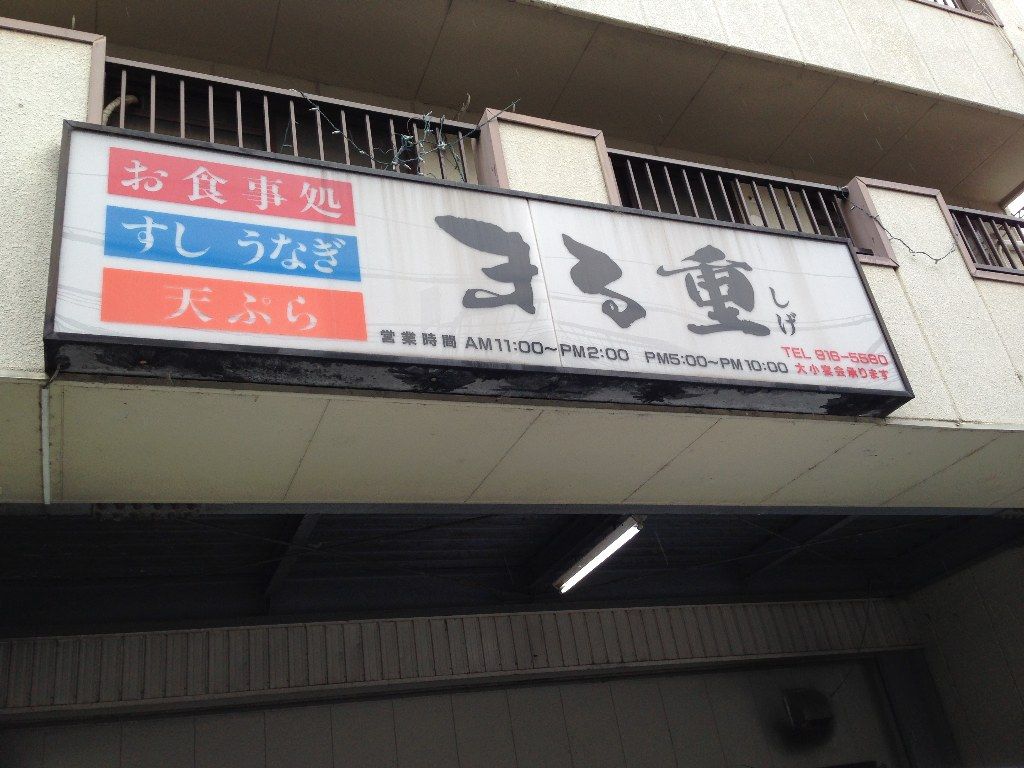 お食事処
すし うなぎ
天ぷら
まる重
しげ
営業時間 AM11:00〜PM2:00 PM5:00〜PM10:00
TEL 916-5580
大小宴会承ります